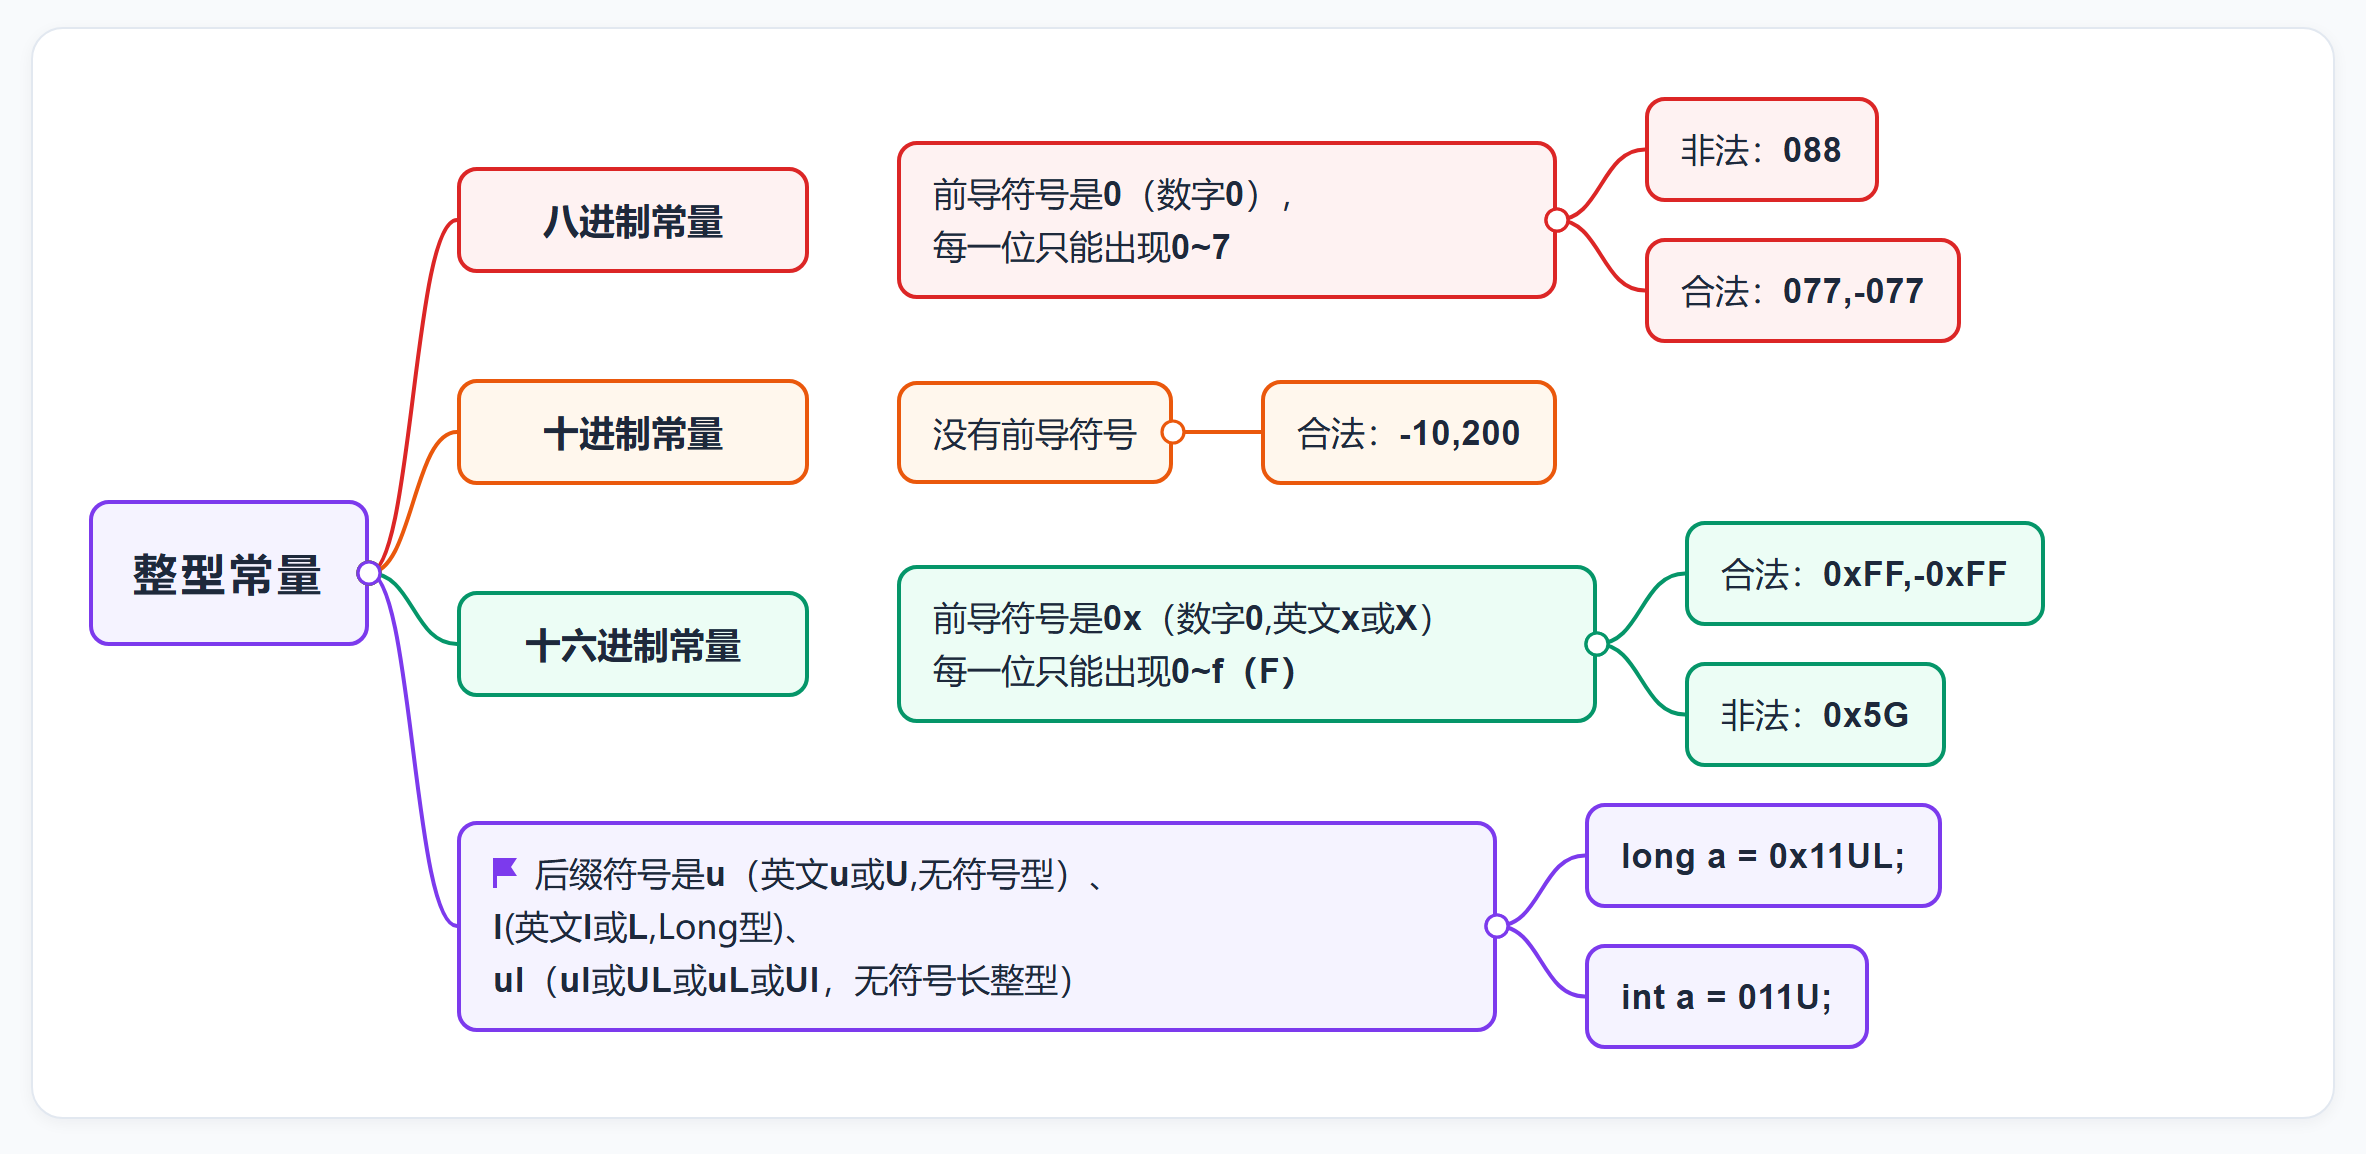 整型常量
八进制常量
前导符号是0（数字0），
每一位只能出现0~7
非法：088
合法：077,-077
十进制常量
没有前导符号
合法：-10,200
十六进制常量
前导符号是0x（数字0,英文x或X）
每一位只能出现0~f（F）
合法：0xFF,-0xFF
非法：0x5G
后缀符号是u（英文u或U,无符号型）、
l(英文l或L,Long型)、
ul（ul或UL或uL或Ul，无符号长整型）
long a = 0x11UL;
int a = 011U;